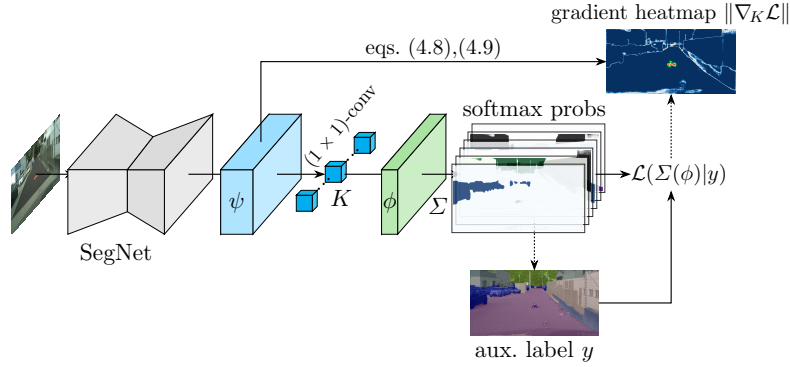 gradient heatmap ‖∇_K ℒ‖
eqs. (4.8),(4.9)
(1 × 1)-conv
softmax probs
ψ
K
ϕ
Σ
ℒ(Σ(ϕ)|y)
SegNet
aux. label y